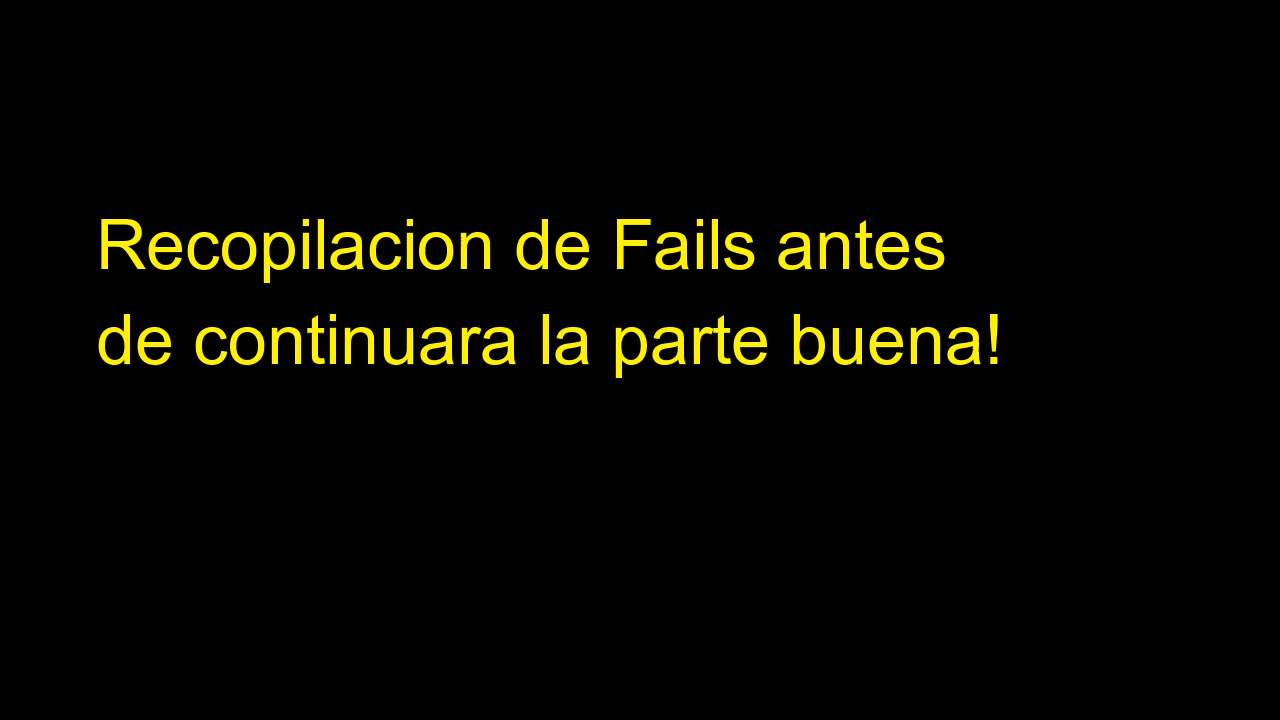 Recopilacion de Fails antes
de continuara la parte buena!